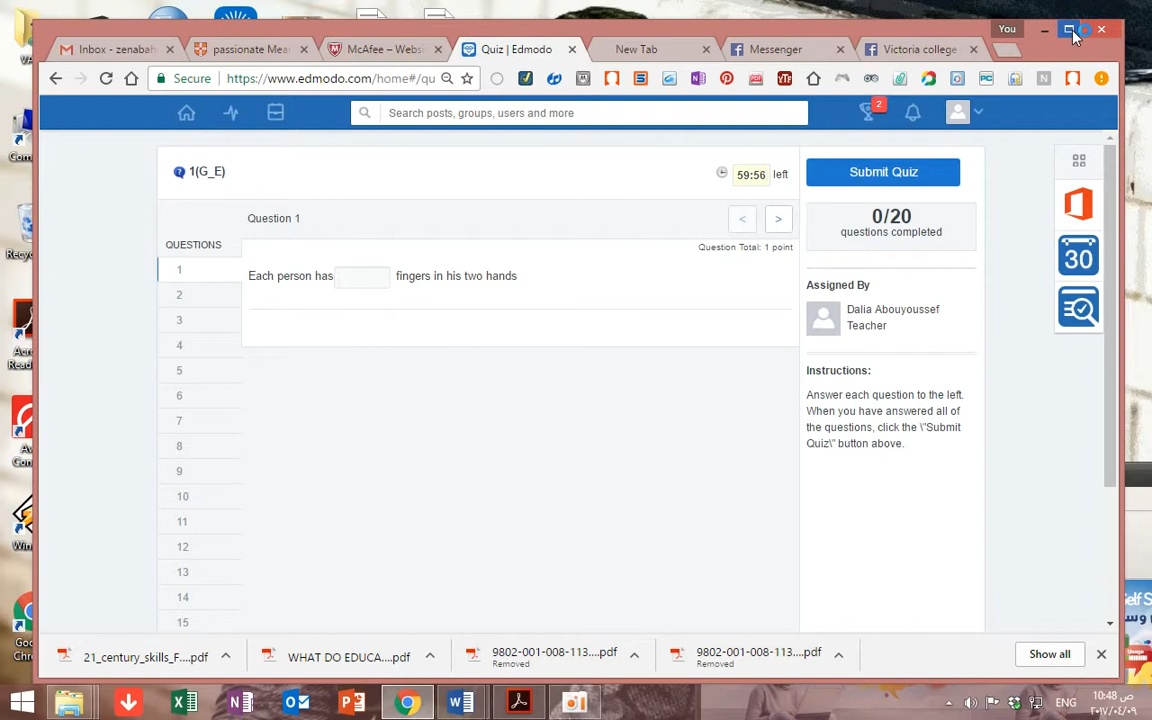 You
Inbox - zenabah
passionate Mea
McAfee – Webs
Quiz | Edmodo
New Tab
Messenger
Victoria college
Secure
https://www.edmodo.com/home#/qu
Search posts, groups, users and more
2
1(G_E)
59:56 left
Submit Quiz
Question 1
< >
0/20
questions completed
QUESTIONS
Question Total: 1 point
Each person has fingers in his two hands
1
2
3
4
5
6
7
8
9
10
11
12
13
14
15
Assigned By
Dalia Abouyoussef
Teacher
Instructions:
Answer each question to the left.
When you have answered all of
the questions, click the \"Submit
Quiz\" button above.
30
21_century_skills_F....pdf
WHAT DO EDUCA....pdf
9802-001-008-113....pdf
Removed
9802-001-008-113....pdf
Removed
Show all
ENG
10:48 ص
٢٠١٧/٠٤/٠٩